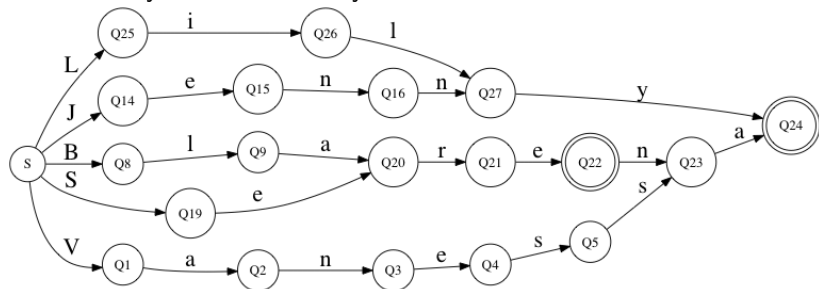 Q25 i Q26 l
L
J Q14 e Q15 n Q16 n Q27 y Q24
S B Q8 l Q9 a Q20 r Q21 e Q22 n Q23 a
S Q19 e s
V Q1 a Q2 n Q3 e Q4 s Q5